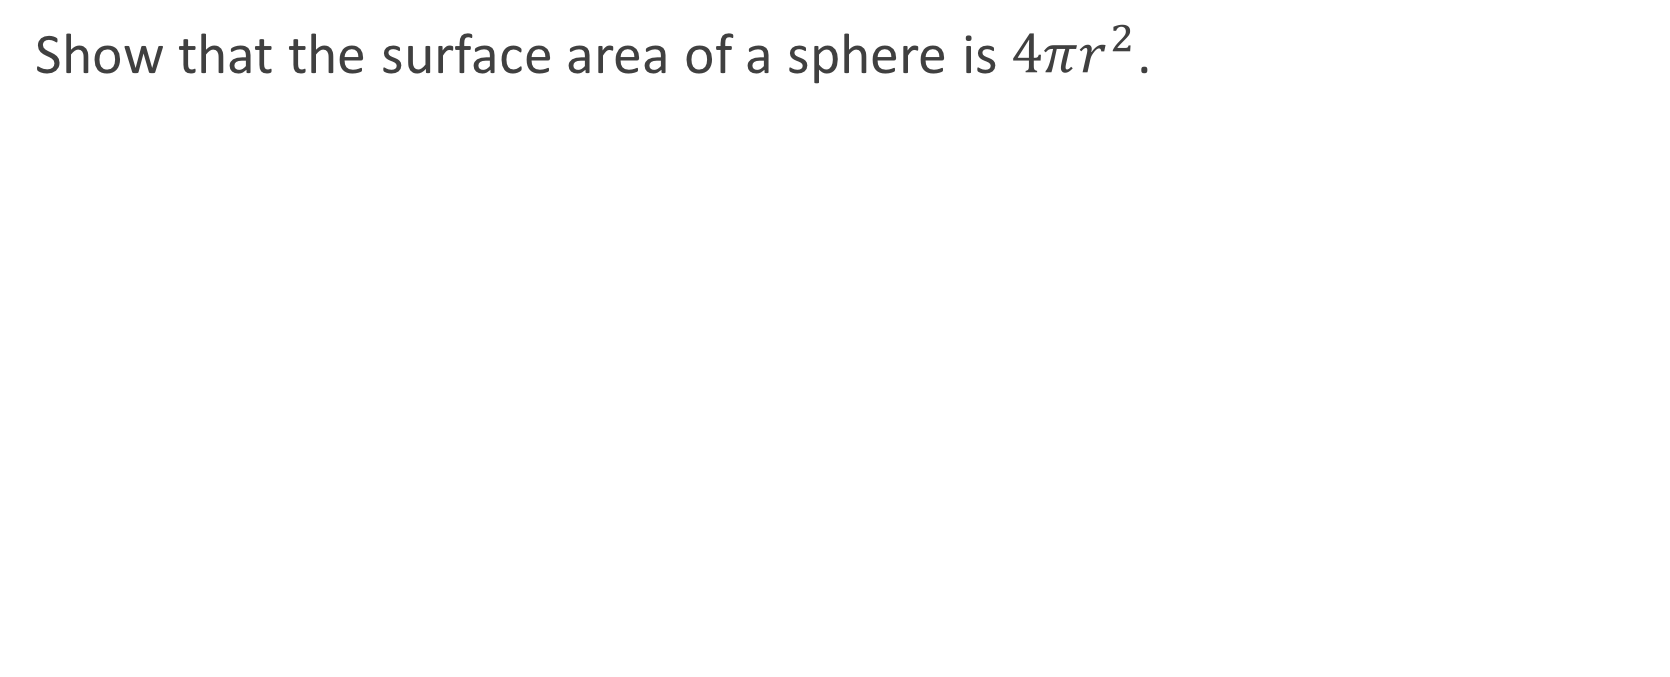 Show that the surface area of a sphere is 4𝜋𝑟².